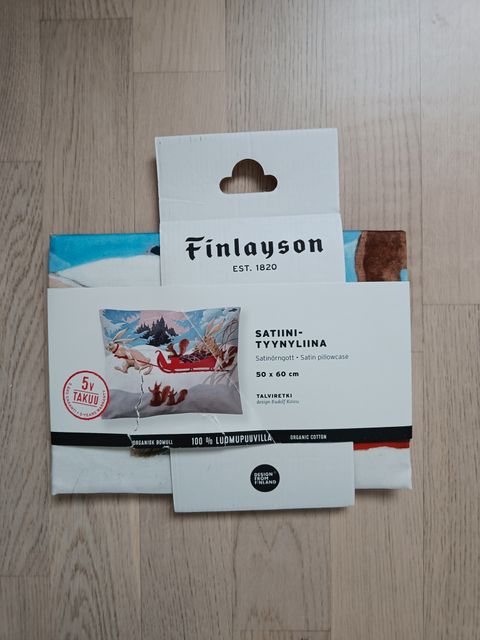 Finlayson
EST. 1820
SATIINI-
TYYNYLIINA
Satinörngott • Satin pillowcase
50 x 60 cm
TALVIRETKI
design Rudolf Koivu
5V
TAKUU
ORGANISK BOMULL 100 % LUOMUPUUVILLA ORGANIC COTTON
DESIGN
FROM
FINLAND